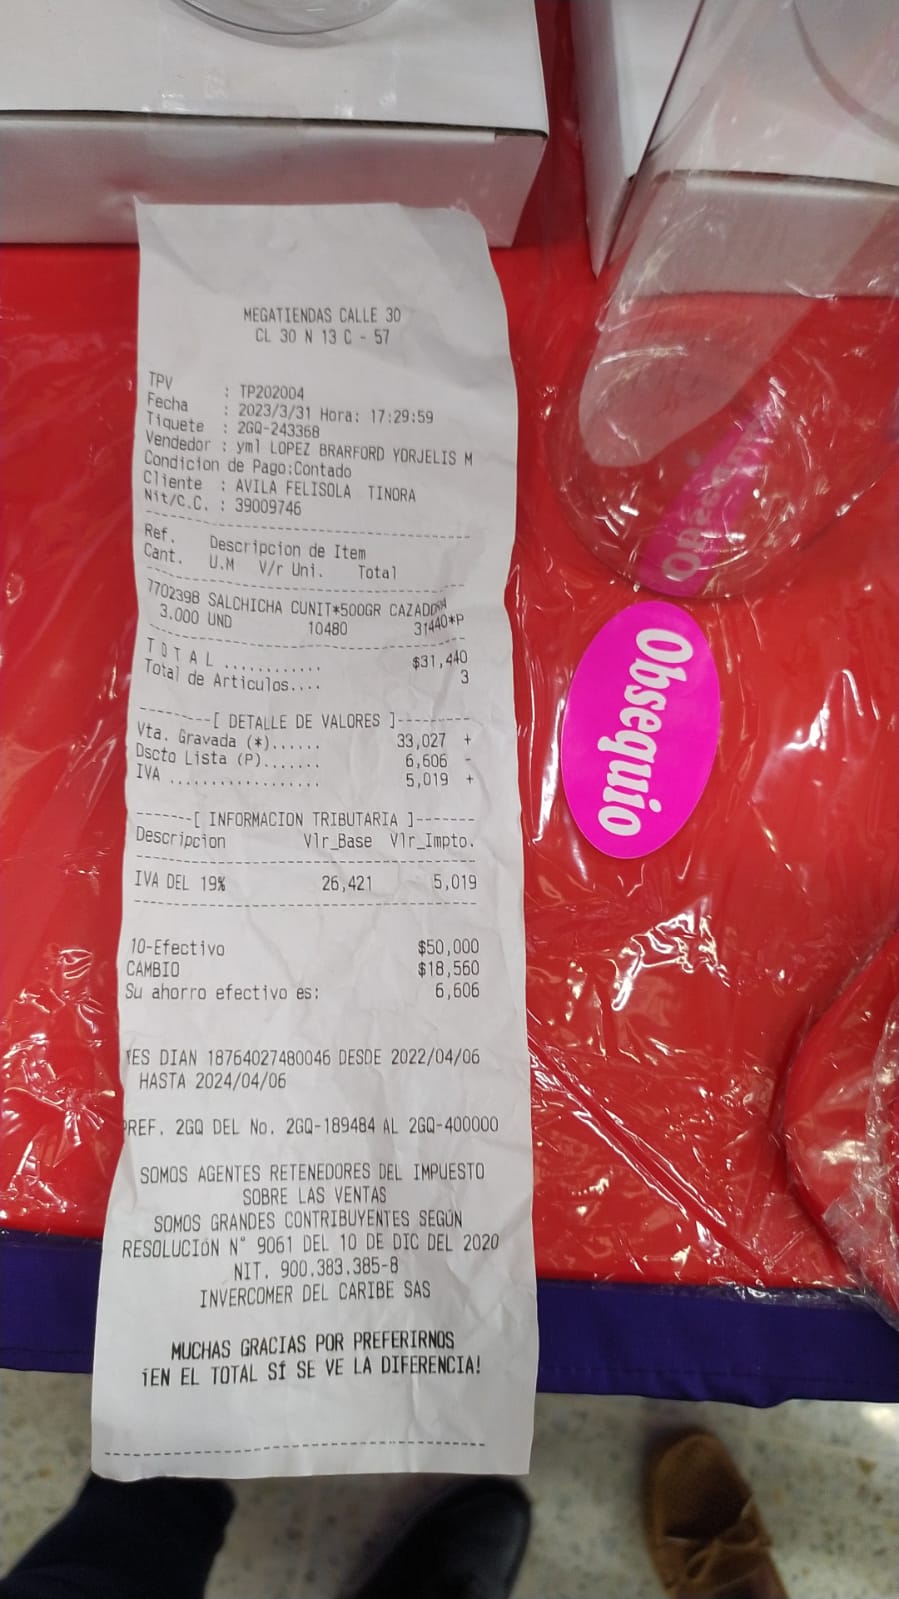 MEGATIENDAS CALLE 30
CL 30 N 13 C - 57
TPV : TP202004
Fecha : 2023/3/31 Hora: 17:29:59
Tiquete : 2GQ-243368
Vendedor : yml LOPEZ BRARFORD YORJELIS M
Condicion de Pago:Contado
Cliente : AVILA FELISOLA TINORA
Nit/C.C. : 39009746
Ref. Descripcion de Item
Cant. U.M V/r Uni. Total
7702398 SALCHICHA CUNIT*500GR CAZADORA
3.000 UND 10480 31440*P
T O T A L ............ $31,440
Total de Articulos.... 3
--------[ DETALLE DE VALORES ]--------
Vta. Gravada (*)...... 33,027 +
Dscto Lista (P)....... 6,606 -
IVA .................. 5,019 +
-------[ INFORMACION TRIBUTARIA ]-------
Descripcion Vlr_Base Vlr_Impto.
IVA DEL 19% 26,421 5,019
10-Efectivo $50,000
CAMBIO $18,560
Su ahorro efectivo es: 6,606
RES DIAN 18764027480046 DESDE 2022/04/06
HASTA 2024/04/06
PREF. 2GQ DEL No. 2GQ-189484 AL 2GQ-400000
SOMOS AGENTES RETENEDORES DEL IMPUESTO
SOBRE LAS VENTAS
SOMOS GRANDES CONTRIBUYENTES SEGÚN
RESOLUCIÓN N° 9061 DEL 10 DE DIC DEL 2020
NIT. 900.383.385-8
INVERCOMER DEL CARIBE SAS
MUCHAS GRACIAS POR PREFERIRNOS
¡EN EL TOTAL SÍ SE VE LA DIFERENCIA!
Obsequio